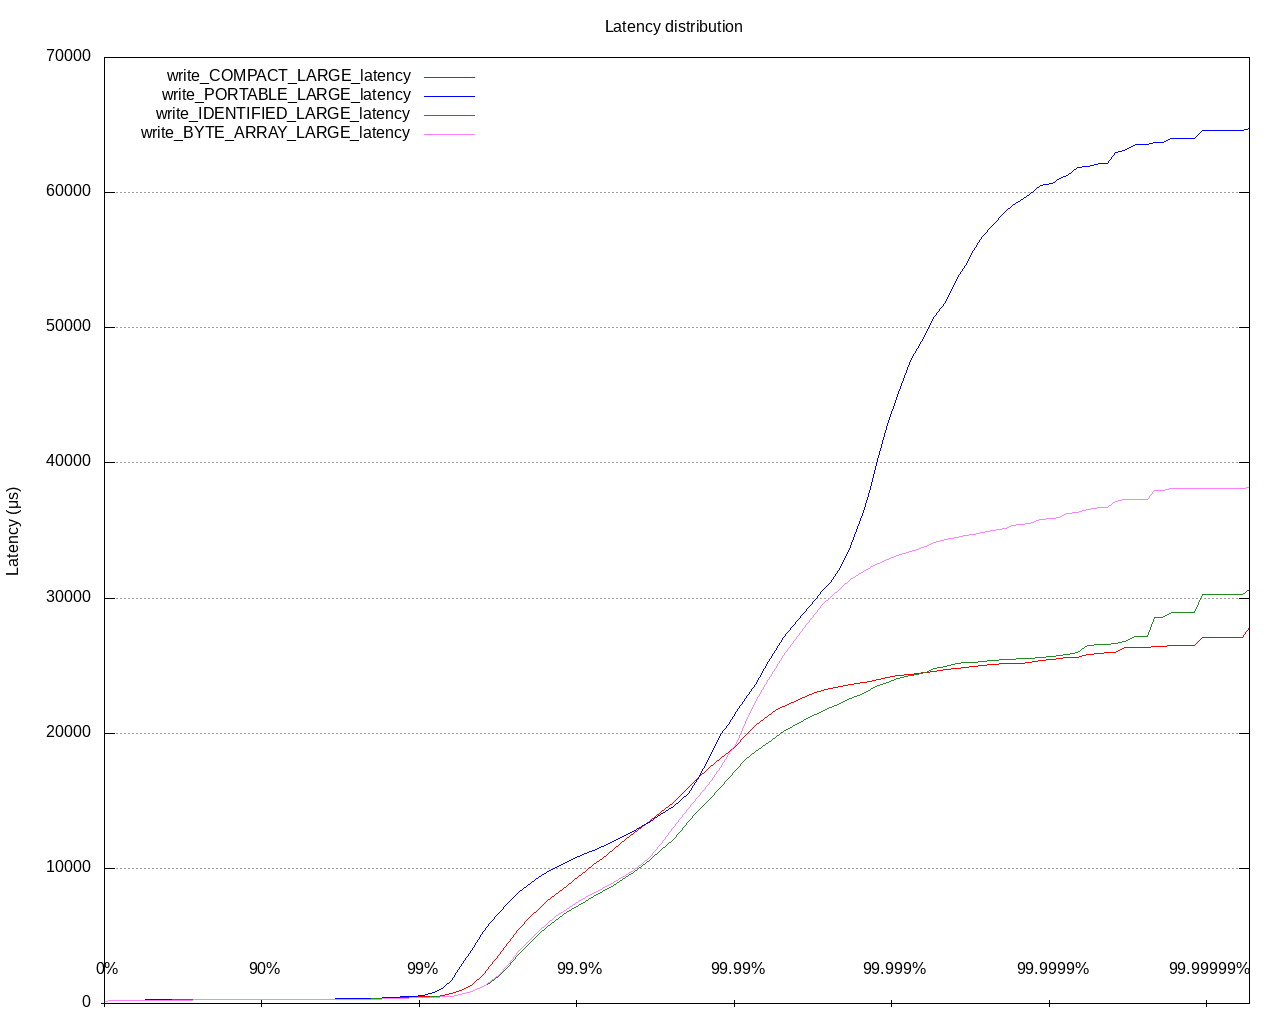 Latency distribution
70000
write_COMPACT_LARGE_latency
write_PORTABLE_LARGE_latency
write_IDENTIFIED_LARGE_latency
write_BYTE_ARRAY_LARGE_latency
60000
50000
40000
Latency (µs)
30000
20000
10000
0% 90% 99% 99.9% 99.99% 99.999% 99.9999% 99.99999%
0